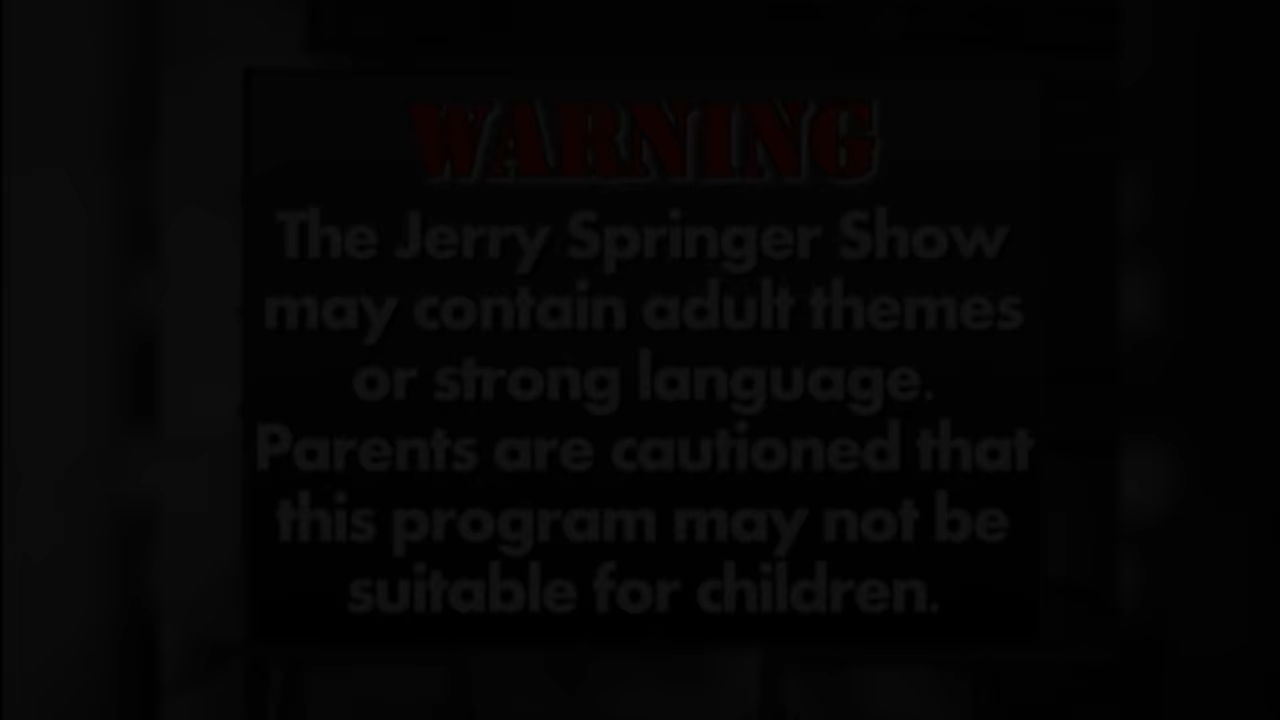 WARNING
The Jerry Springer Show
may contain adult themes
or strong language.
Parents are cautioned that
this program may not be
suitable for children.